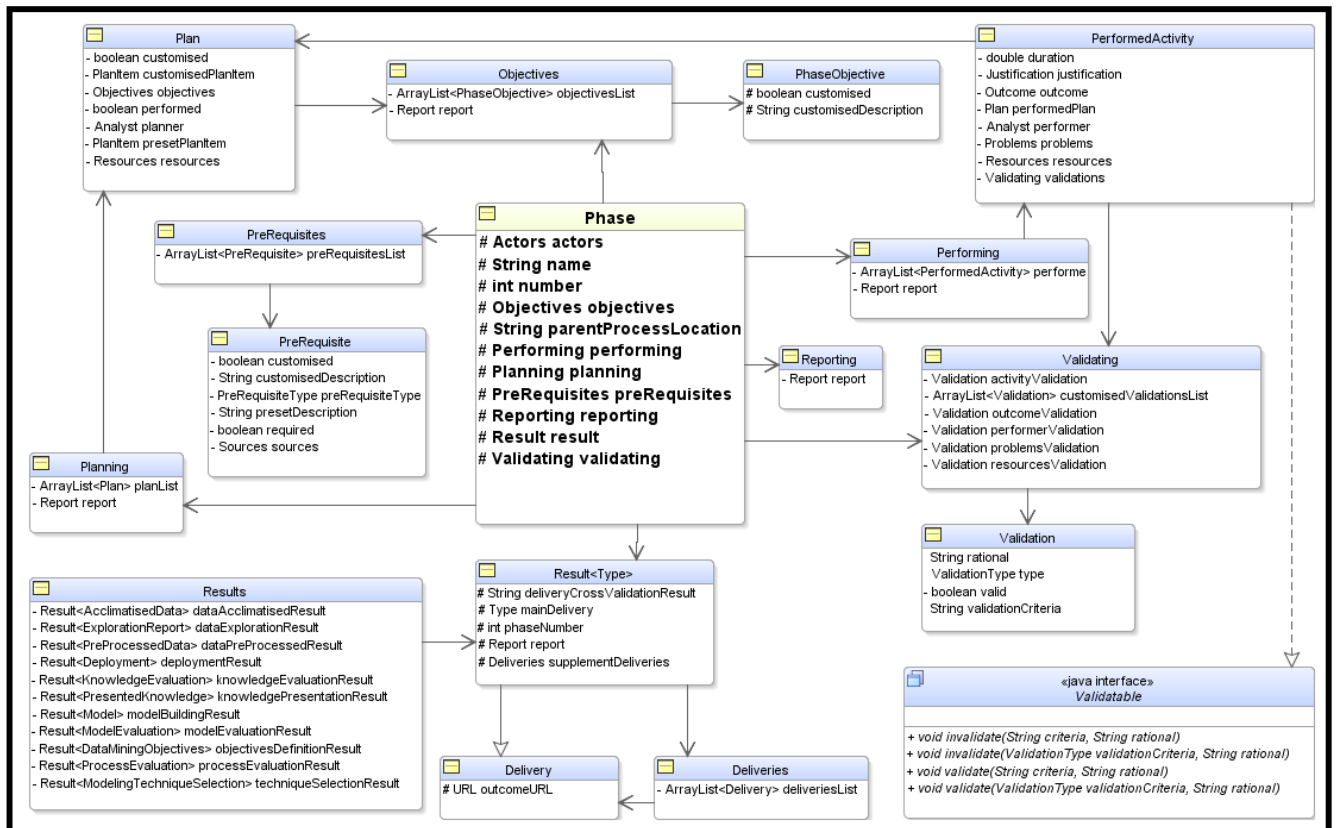 Plan
- boolean customised
- PlanItem customisedPlanItem
- Objectives objectives
- boolean performed
- Analyst planner
- PlanItem presetPlanItem
- Resources resources
Objectives
- ArrayList<PhaseObjective> objectivesList
- Report report
PhaseObjective
# boolean customised
# String customisedDescription
PerformedActivity
- double duration
- Justification justification
- Outcome outcome
- Plan performedPlan
- Analyst performer
- Problems problems
- Resources resources
- Validating validations
PreRequisites
- ArrayList<PreRequisite> preRequisitesList
Phase
# Actors actors
# String name
# int number
# Objectives objectives
# String parentProcessLocation
# Performing performing
# Planning planning
# PreRequisites preRequisites
# Reporting reporting
# Result result
# Validating validating
Performing
- ArrayList<PerformedActivity> performe
- Report report
PreRequisite
- boolean customised
- String customisedDescription
- PreRequisiteType preRequisiteType
- String presetDescription
- boolean required
- Sources sources
Reporting
- Report report
Validating
- Validation activityValidation
- ArrayList<Validation> customisedValidationsList
- Validation outcomeValidation
- Validation performerValidation
- Validation problemsValidation
- Validation resourcesValidation
Planning
- ArrayList<Plan> planList
- Report report
Validation
String rational
ValidationType type
- boolean valid
String validationCriteria
Results
- Result<AcclimatisedData> dataAcclimatisedResult
- Result<ExplorationReport> dataExplorationResult
- Result<PreProcessedData> dataPreProcessedResult
- Result<Deployment> deploymentResult
- Result<KnowledgeEvaluation> knowledgeEvaluationResult
- Result<PresentedKnowledge> knowledgePresentationResult
- Result<Model> modelBuildingResult
- Result<ModelEvaluation> modelEvaluationResult
- Result<DataMiningObjectives> objectivesDefinitionResult
- Result<ProcessEvaluation> processEvaluationResult
- Result<ModelingTechniqueSelection> techniqueSelectionResult
Result<Type>
# String deliveryCrossValidationResult
# Type mainDelivery
# int phaseNumber
# Report report
# Deliveries supplementDeliveries
«java interface»
Validatable
+ void invalidate(String criteria, String rational)
+ void invalidate(ValidationType validationCriteria, String rational)
+ void validate(String criteria, String rational)
+ void validate(ValidationType validationCriteria, String rational)
Delivery
# URL outcomeURL
Deliveries
- ArrayList<Delivery> deliveriesList